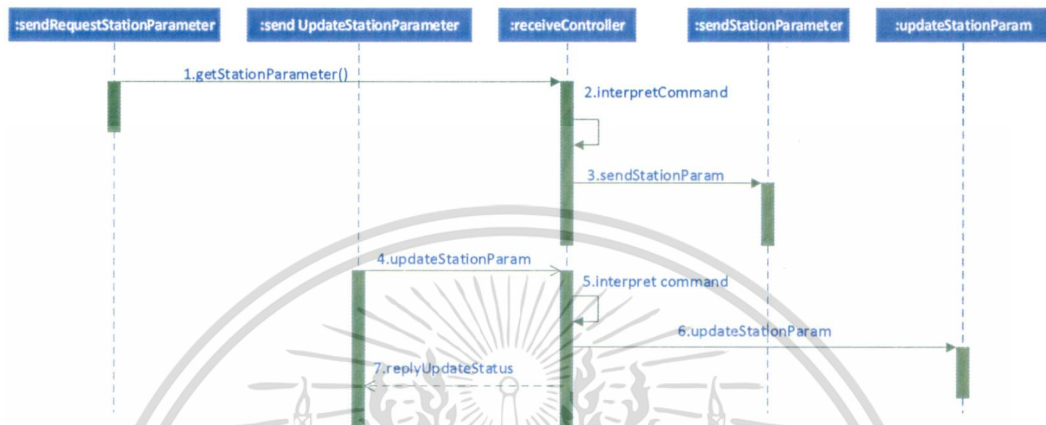 :sendRequestStationParameter
:send UpdateStationParameter
:receiveController
:sendStationParameter
:updateStationParam
1.getStationParameter()
2.interpretCommand
3.sendStationParam
4.updateStationParam
5.interpret command
6.updateStationParam
7.replyUpdateStatus